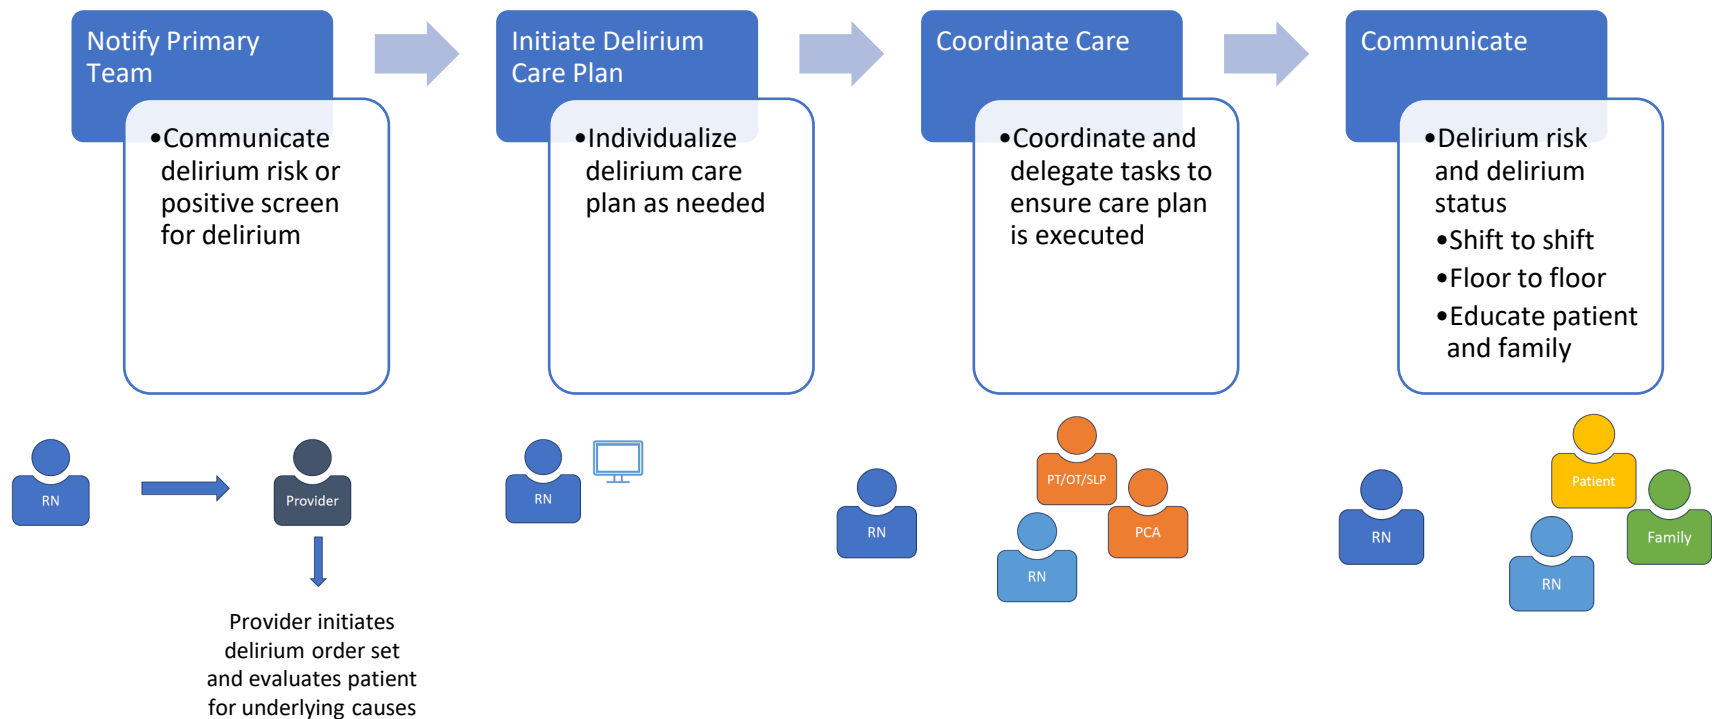 Notify Primary
Team
•Communicate
delirium risk or
positive screen
for delirium
Initiate Delirium
Care Plan
•Individualize
delirium care
plan as needed
Coordinate Care
•Coordinate and
delegate tasks to
ensure care plan
is executed
Communicate
•Delirium risk
and delirium
status
•Shift to shift
•Floor to floor
•Educate patient
and family
RN
Provider
Provider initiates
delirium order set
and evaluates patient
for underlying causes
RN
RN
PT/OT/SLP
PCA
RN
RN
Patient
Family
RN